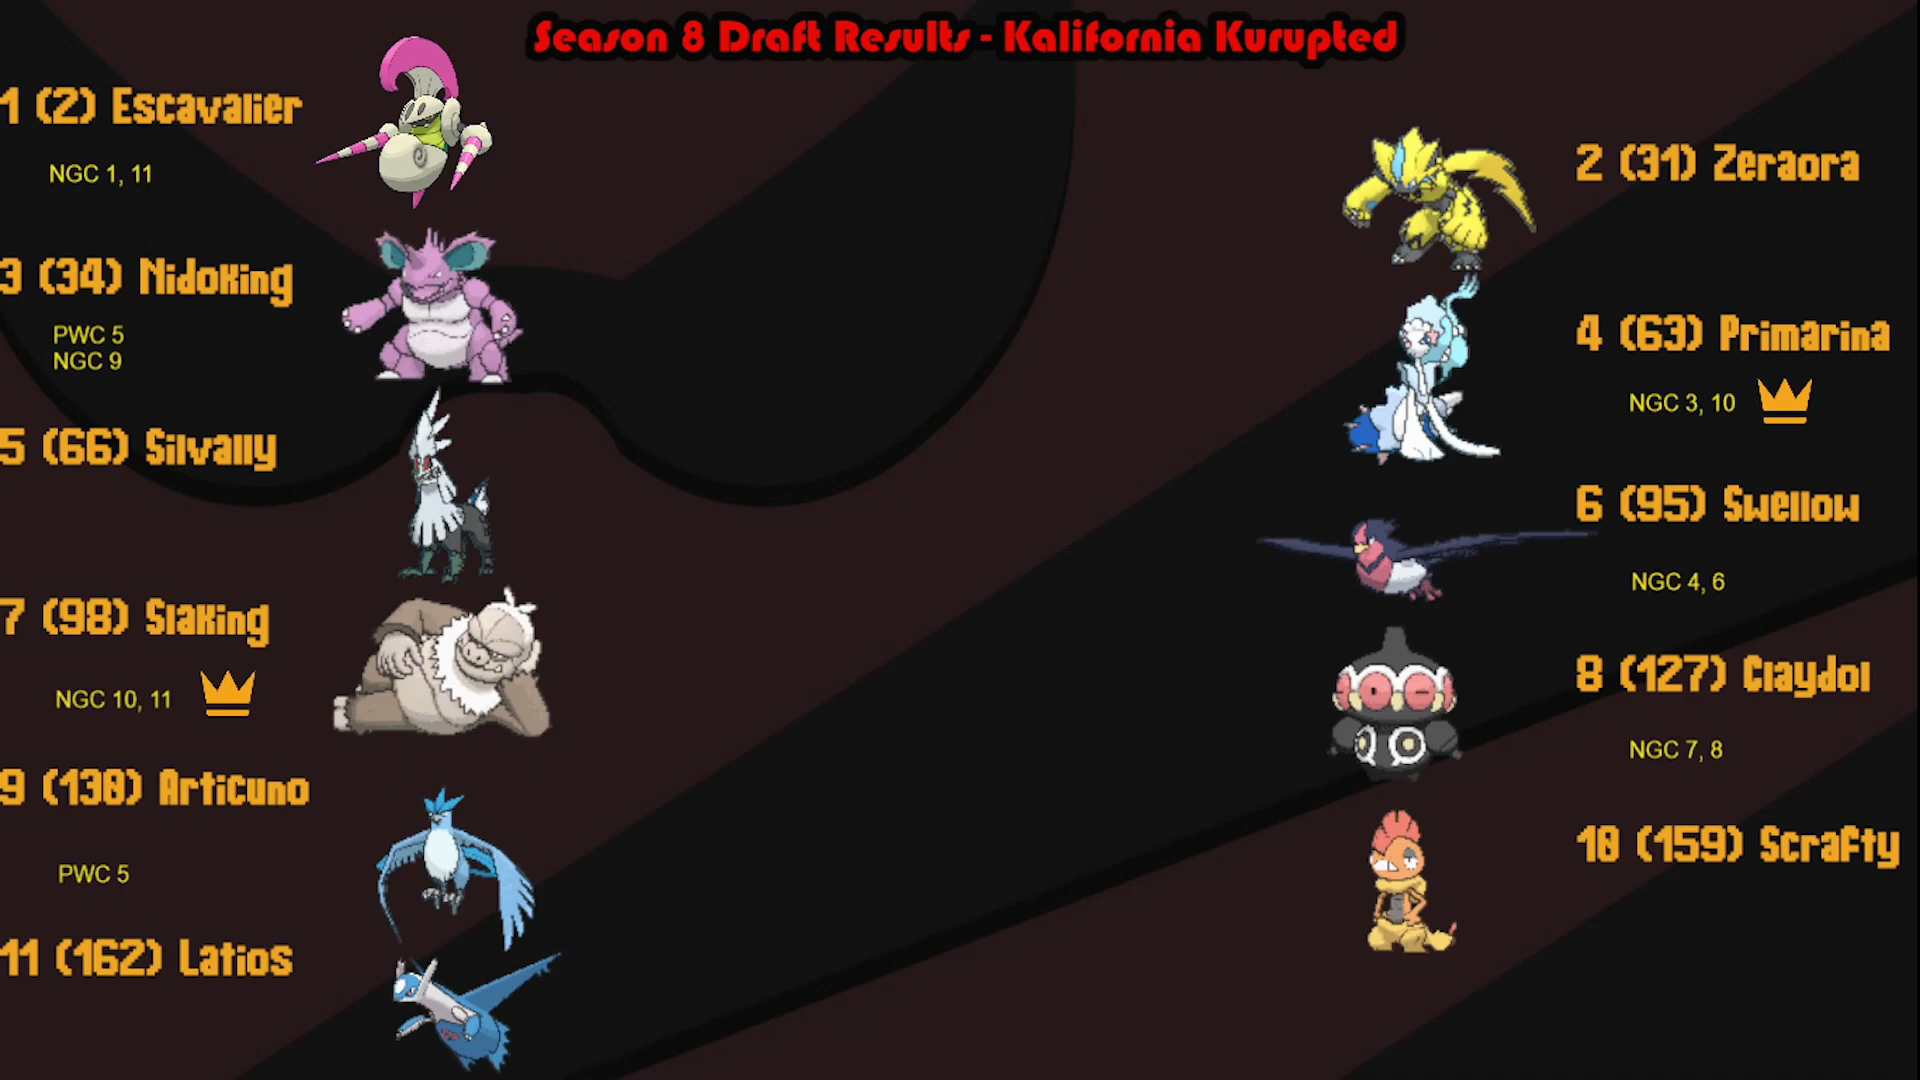 Season 8 Draft Results - Kalifornia Kurupted
1 (2) Escavalier
NGC 1, 11
2 (31) Zeraora
3 (34) Nidoking
PWC 5
NGC 9
4 (63) Primarina
NGC 3, 10
5 (66) Silvally
6 (95) Swellow
NGC 4, 6
7 (98) Slaking
NGC 10, 11
8 (127) Claydol
NGC 7, 8
9 (130) Articuno
PWC 5
10 (159) Scrafty
11 (162) Latios